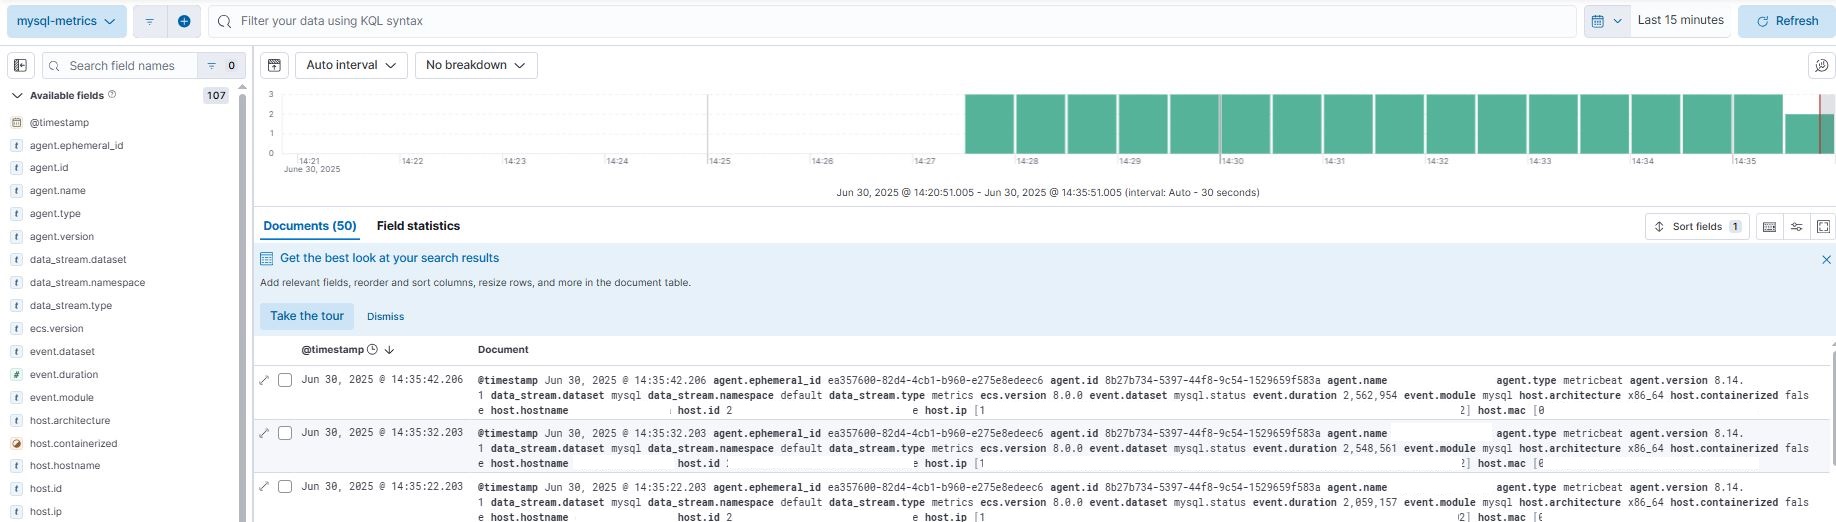 mysql-metrics
Filter your data using KQL syntax
Last 15 minutes
Refresh
Search field names
0
Auto interval
No breakdown
Available fields
107
3
2
1
0
14:21
14:22
14:23
14:24
14:25
14:26
14:27
14:28
14:29
14:30
14:31
14:32
14:33
14:34
14:35
June 30, 2025
Jun 30, 2025 @ 14:20:51.005 - Jun 30, 2025 @ 14:35:51.005 (interval: Auto - 30 seconds)
@timestamp
agent.ephemeral_id
agent.id
agent.name
agent.type
agent.version
data_stream.dataset
data_stream.namespace
data_stream.type
ecs.version
event.dataset
event.duration
event.module
host.architecture
host.containerized
host.hostname
host.id
host.ip
Documents (50)
Field statistics
Sort fields 1
Get the best look at your search results
Add relevant fields, reorder and sort columns, resize rows, and more in the document table.
Take the tour
Dismiss
@timestamp
Document
Jun 30, 2025 @ 14:35:42.206
@timestamp Jun 30, 2025 @ 14:35:42.206 agent.ephemeral_id ea357600-82d4-4cb1-b960-e275e8edeec6 agent.id 8b27b734-5397-44f8-9c54-1529659f583a agent.name agent.type metricbeat agent.version 8.14.
1 data_stream.dataset mysql data_stream.namespace default data_stream.type metrics ecs.version 8.0.0 event.dataset mysql.status event.duration 2,562,954 event.module mysql host.architecture x86_64 host.containerized fals
e host.hostname host.id 2 e host.ip [1 2] host.mac [0
Jun 30, 2025 @ 14:35:32.203
@timestamp Jun 30, 2025 @ 14:35:32.203 agent.ephemeral_id ea357600-82d4-4cb1-b960-e275e8edeec6 agent.id 8b27b734-5397-44f8-9c54-1529659f583a agent.name agent.type metricbeat agent.version 8.14.
1 data_stream.dataset mysql data_stream.namespace default data_stream.type metrics ecs.version 8.0.0 event.dataset mysql.status event.duration 2,548,561 event.module mysql host.architecture x86_64 host.containerized fals
e host.hostname host.id e host.ip [1 2] host.mac [0
Jun 30, 2025 @ 14:35:22.203
@timestamp Jun 30, 2025 @ 14:35:22.203 agent.ephemeral_id ea357600-82d4-4cb1-b960-e275e8edeec6 agent.id 8b27b734-5397-44f8-9c54-1529659f583a agent.name agent.type metricbeat agent.version 8.14.
1 data_stream.dataset mysql data_stream.namespace default data_stream.type metrics ecs.version 8.0.0 event.dataset mysql.status event.duration 2,059,157 event.module mysql host.architecture x86_64 host.containerized fals
e host.hostname host.id 2 e host.ip [1 2] host.mac [0